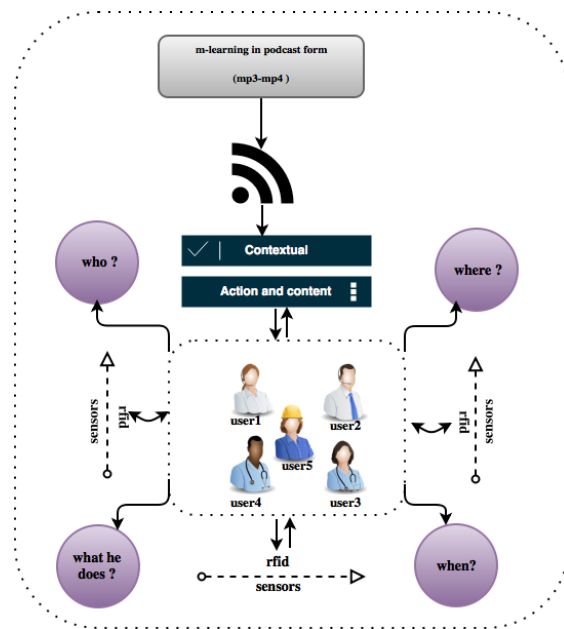 m-learning in podcast form
(mp3-mp4 )
Contextual
Action and content
who ?
where ?
user1
user2
user5
user4
user3
sensors
rfid
rfid
sensors
what he
does ?
when?
rfid
sensors